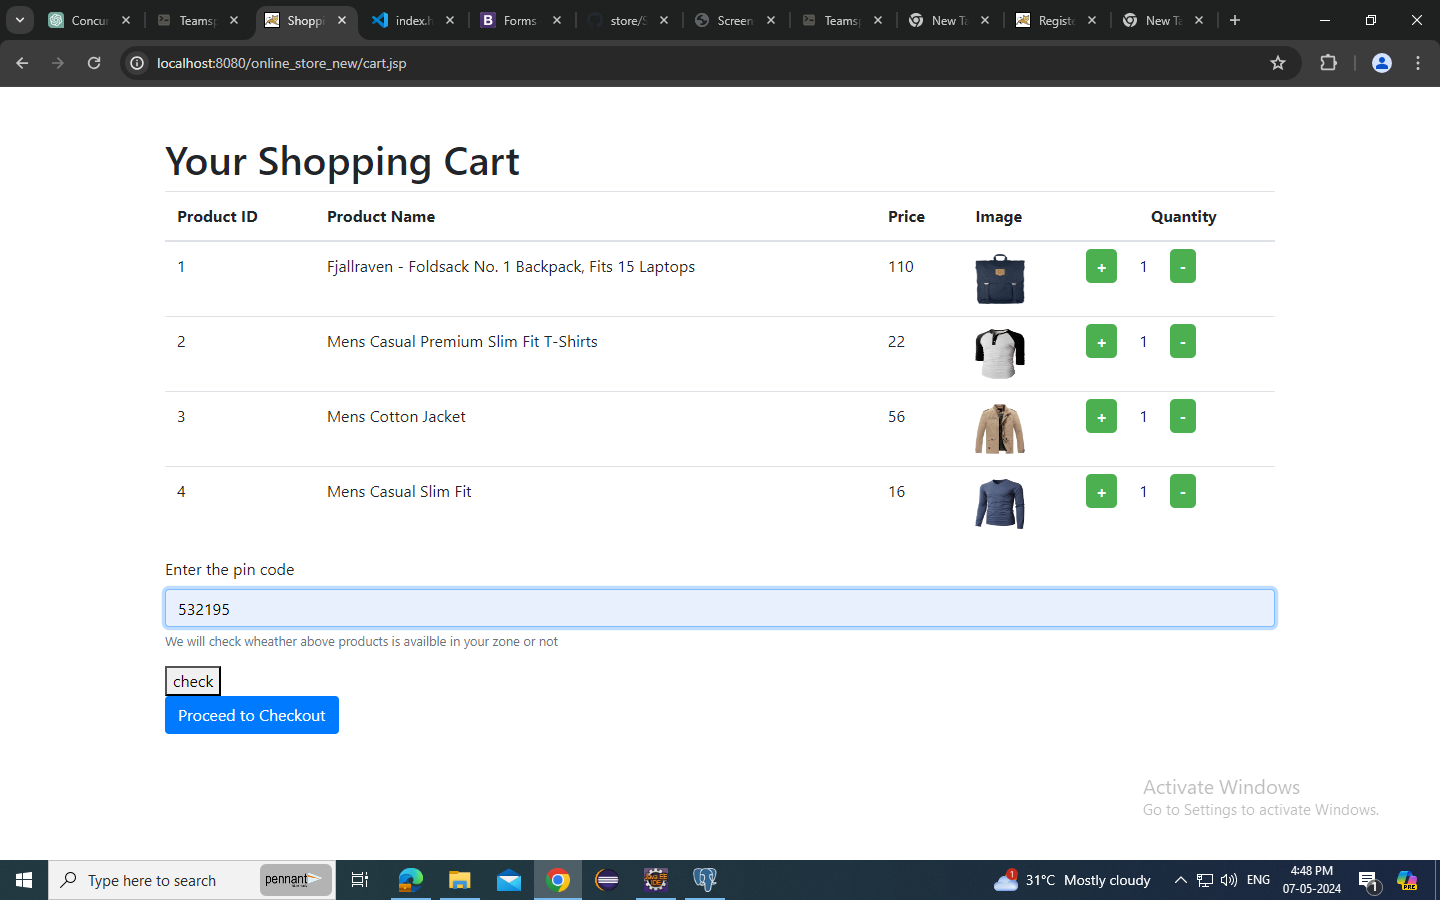 Concur
Teamsp
Shoppi
index.h
Forms
store/S
Screen
Teamsp
New Ta
Registe
New Ta
localhost:8080/online_store_new/cart.jsp
Your Shopping Cart
Product ID Product Name Price Image Quantity
1 Fjallraven - Foldsack No. 1 Backpack, Fits 15 Laptops 110 + 1 -
2 Mens Casual Premium Slim Fit T-Shirts 22 + 1 -
3 Mens Cotton Jacket 56 + 1 -
4 Mens Casual Slim Fit 16 + 1 -
Enter the pin code
532195
We will check wheather above products is availble in your zone or not
check
Proceed to Checkout
Activate Windows
Go to Settings to activate Windows.
Type here to search
pennant
1
31°C Mostly cloudy
ENG
4:48 PM
07-05-2024
1
PRE